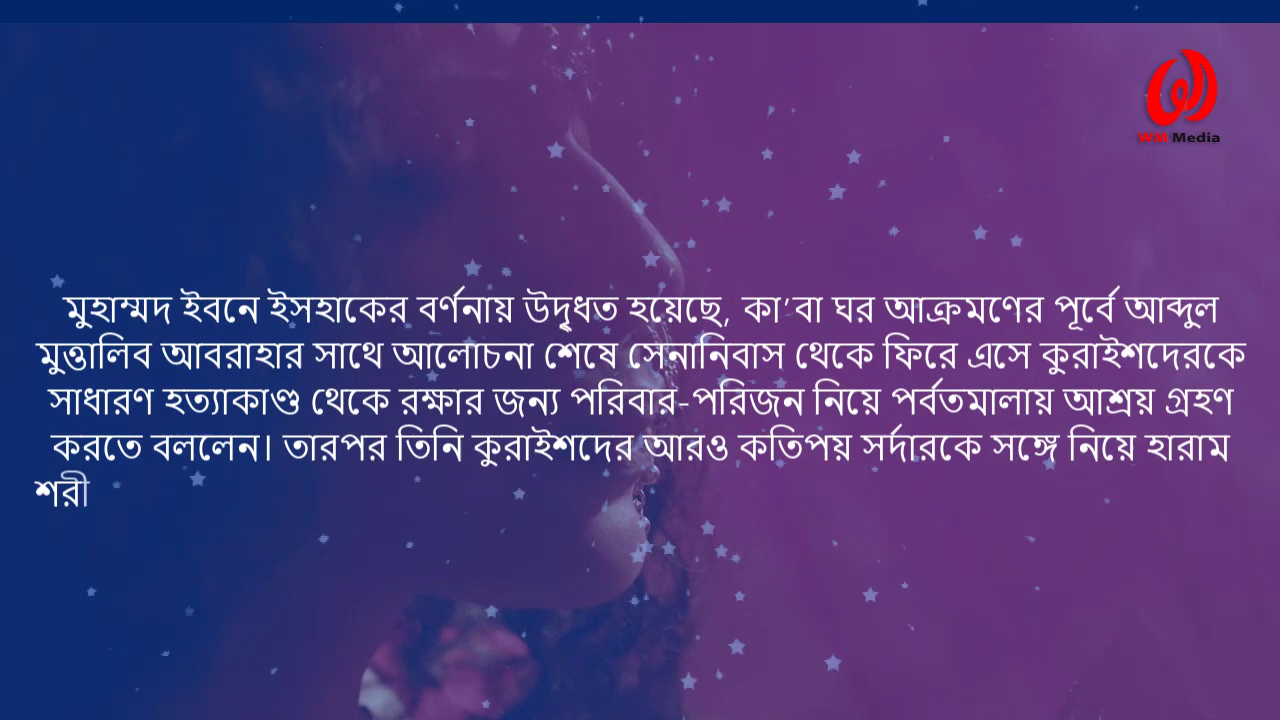 WM Media
মুহাম্মদ ইবনে ইসহাকের বর্ণনায় উদ্বৃধত হয়েছে, কা'বা ঘর আক্রমণের পূর্বে আব্দুল
মুত্তালিব আবরাহার সাথে আলোচনা শেষে সেনানিবাস থেকে ফিরে এসে কুরাইশদেরকে
সাধারণ হত্যাকাণ্ড থেকে রক্ষার জন্য পরিবার-পরিজন নিয়ে পর্বতমালায় আশ্রয় গ্রহণ
করতে বললেন। তারপর তিনি কুরাইশদের আরও কতিপয় সর্দারকে সঙ্গে নিয়ে হারাম
শরী